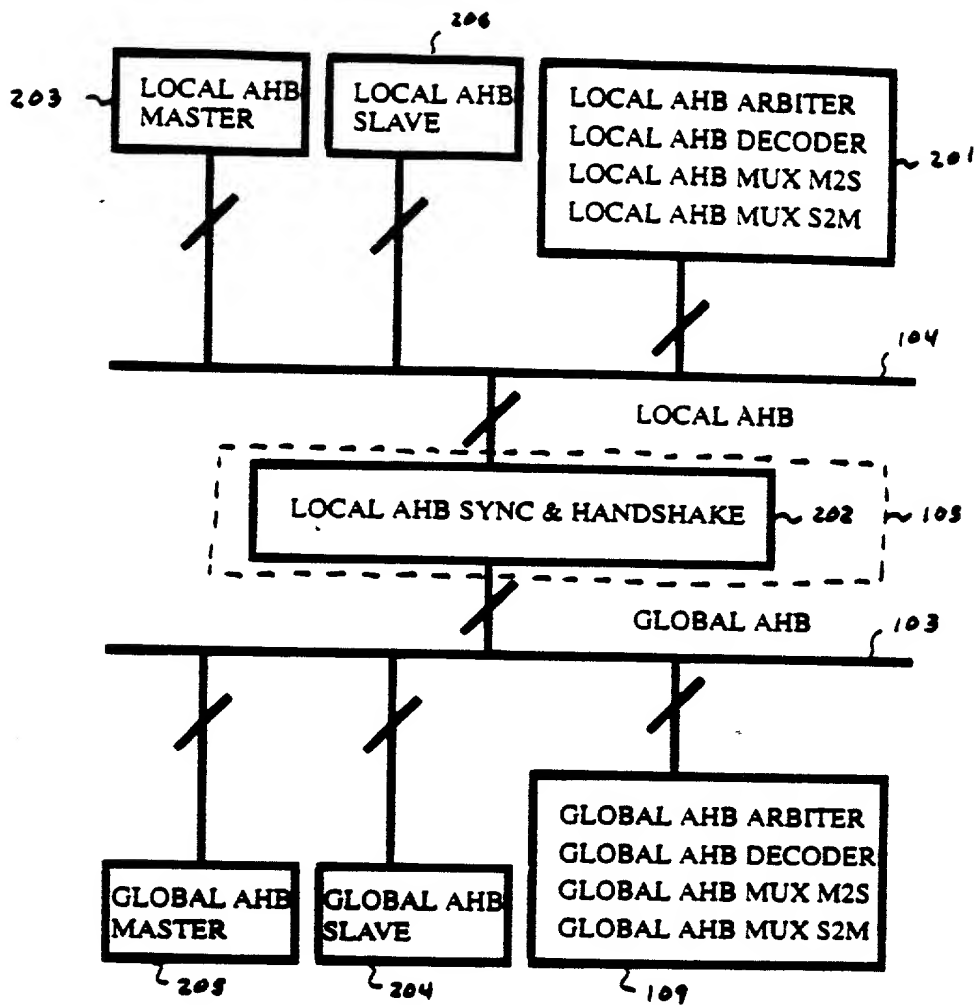 206
203
LOCAL AHB
MASTER
LOCAL AHB
SLAVE
LOCAL AHB ARBITER
LOCAL AHB DECODER
LOCAL AHB MUX M2S
LOCAL AHB MUX S2M
201
104
LOCAL AHB
LOCAL AHB SYNC & HANDSHAKE
202
105
GLOBAL AHB
103
GLOBAL AHB
MASTER
GLOBAL AHB
SLAVE
GLOBAL AHB ARBITER
GLOBAL AHB DECODER
GLOBAL AHB MUX M2S
GLOBAL AHB MUX S2M
205
204
109